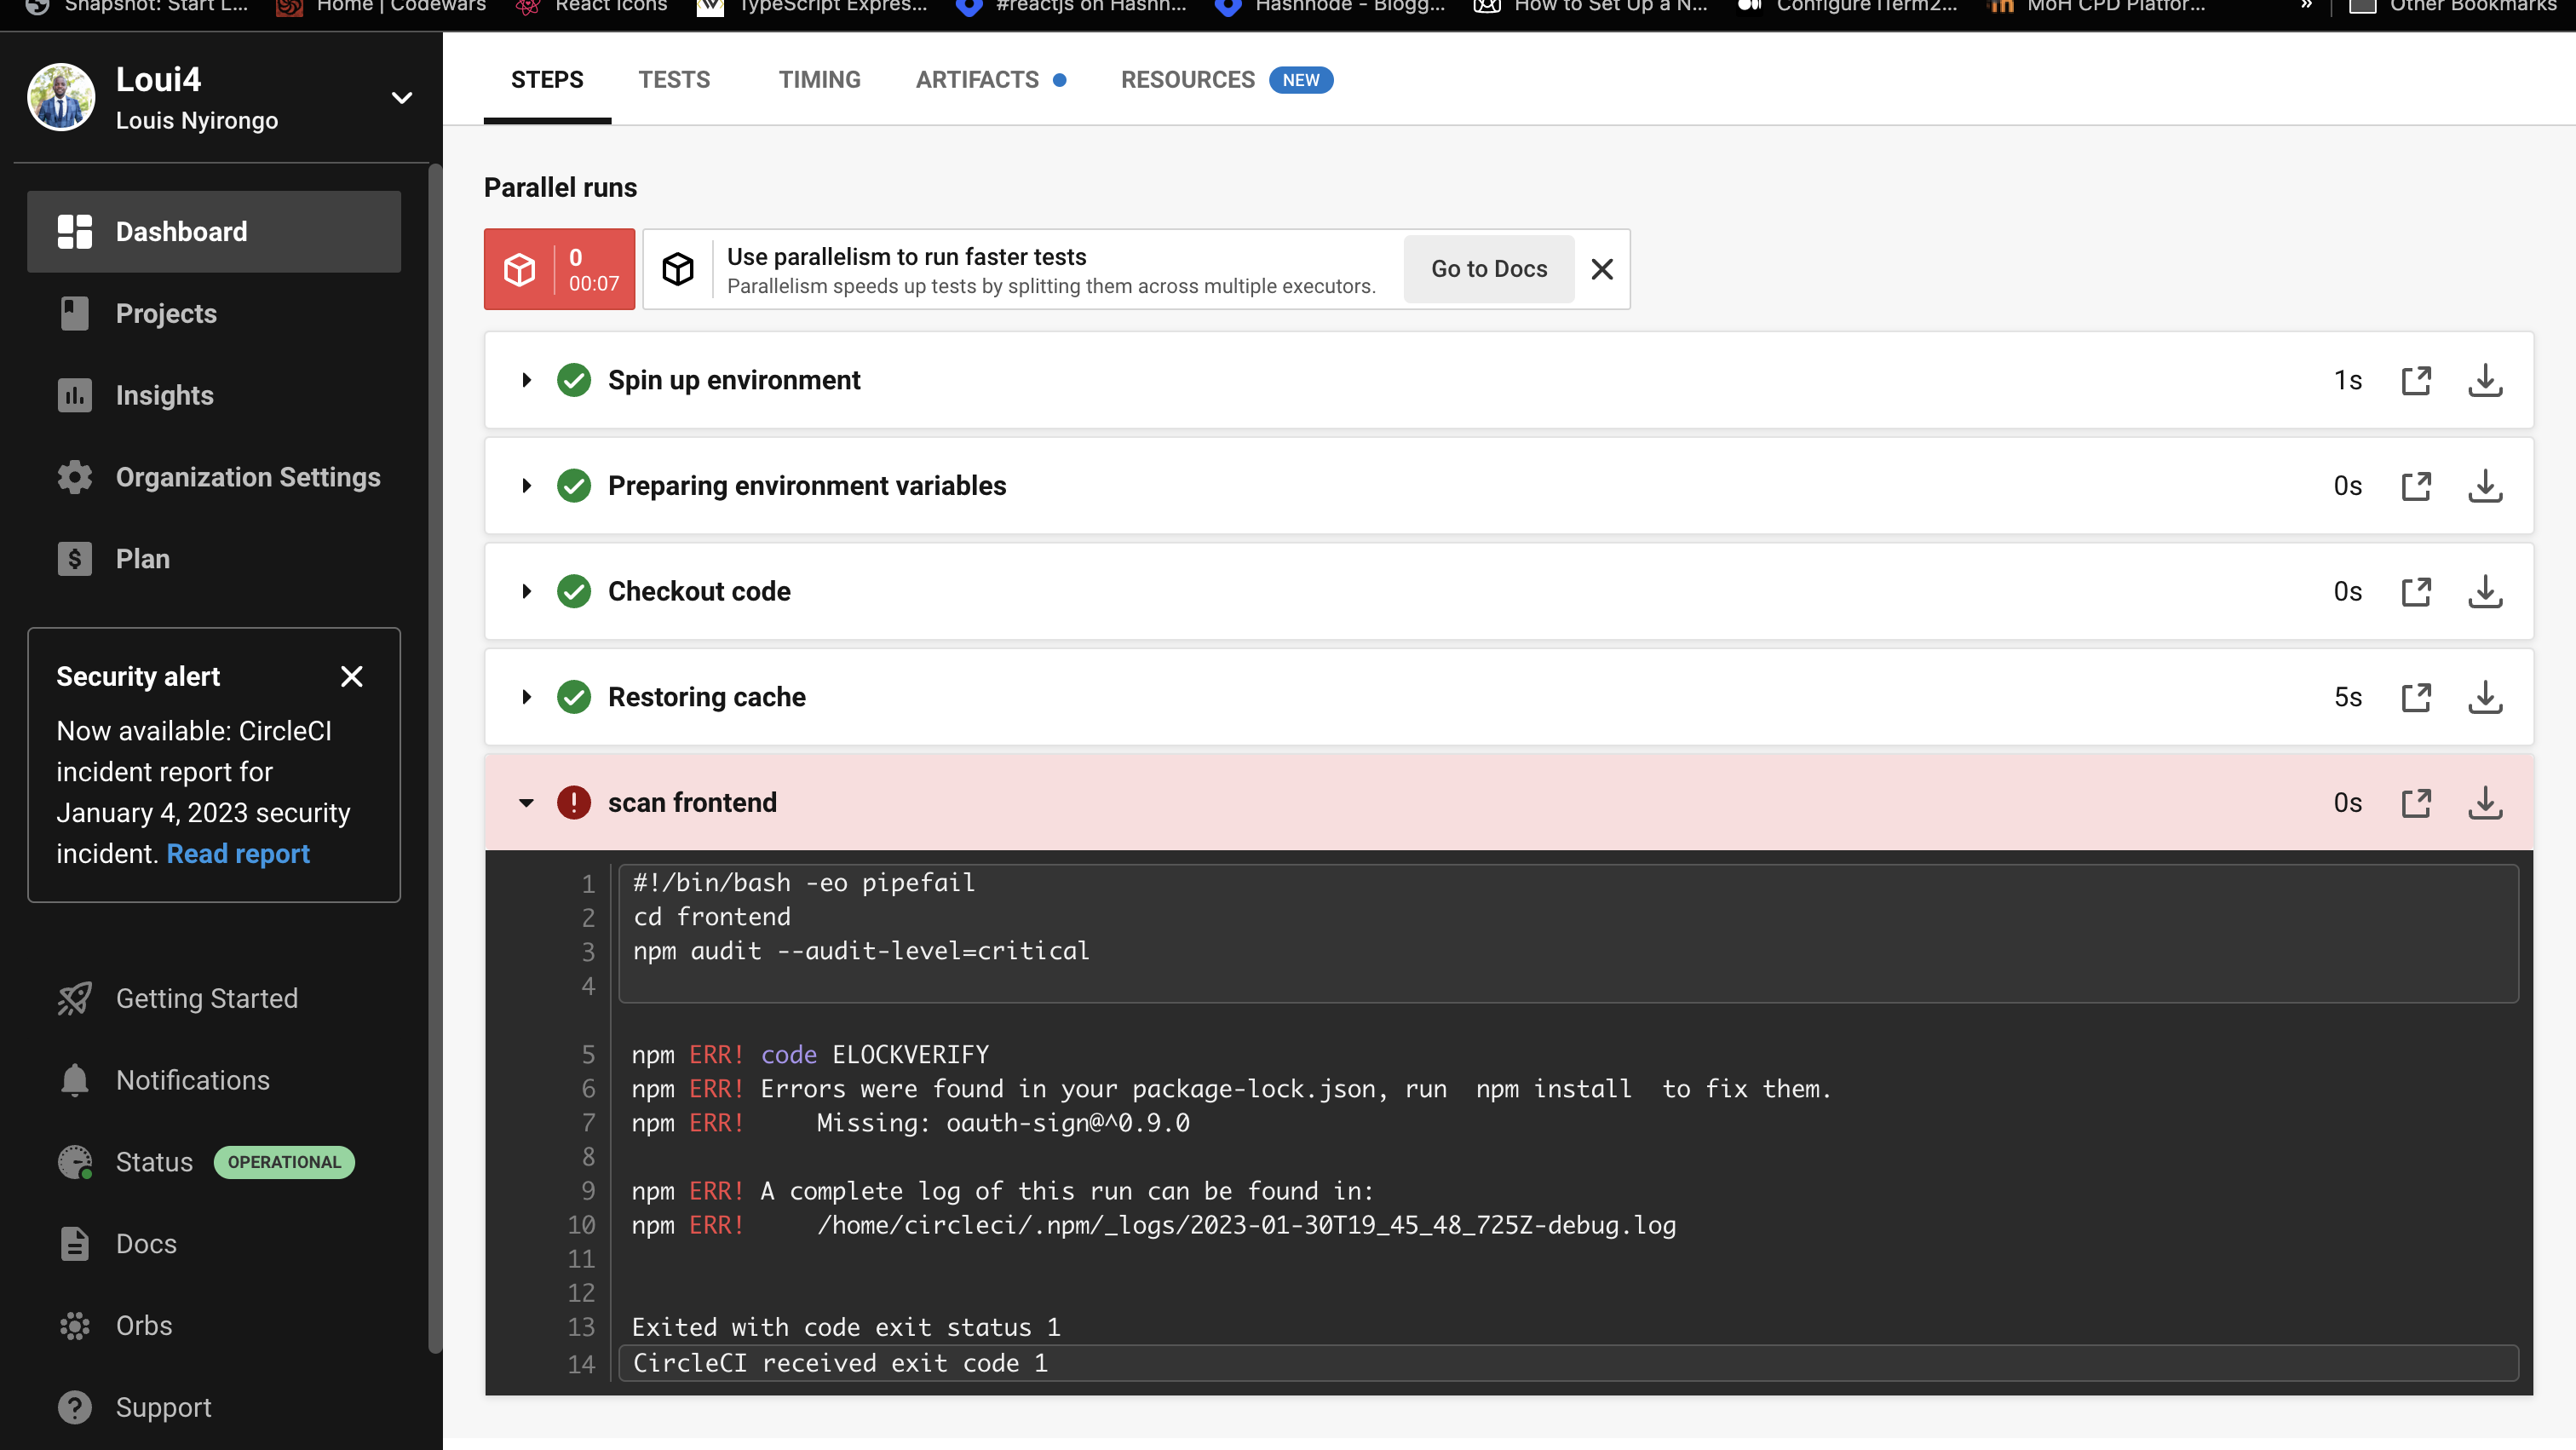 Snapshot: Start L...
Home | Codewars
React Icons
TypeScript Expres...
#reactjs on Hashn...
Hashnode - Blogg...
How to Set Up a N...
Configure iTerm2...
MoH CPD Platfor...
»
Other Bookmarks
Loui4
Louis Nyirongo
Dashboard
Projects
Insights
Organization Settings
Plan
Security alert
Now available: CircleCI
incident report for
January 4, 2023 security
incident. Read report
Getting Started
Notifications
Status OPERATIONAL
Docs
Orbs
Support
STEPS TESTS TIMING ARTIFACTS RESOURCES NEW
Parallel runs
0
00:07
Use parallelism to run faster tests
Parallelism speeds up tests by splitting them across multiple executors.
Go to Docs
Spin up environment 1s
Preparing environment variables 0s
Checkout code 0s
Restoring cache 5s
scan frontend 0s
1 #!/bin/bash -eo pipefail
2 cd frontend
3 npm audit --audit-level=critical
4
5 npm ERR! code ELOCKVERIFY
6 npm ERR! Errors were found in your package-lock.json, run  npm install  to fix them.
7 npm ERR!     Missing: oauth-sign@^0.9.0
8
9 npm ERR! A complete log of this run can be found in:
10 npm ERR!     /home/circleci/.npm/_logs/2023-01-30T19_45_48_725Z-debug.log
11
12
13 Exited with code exit status 1
14 CircleCI received exit code 1